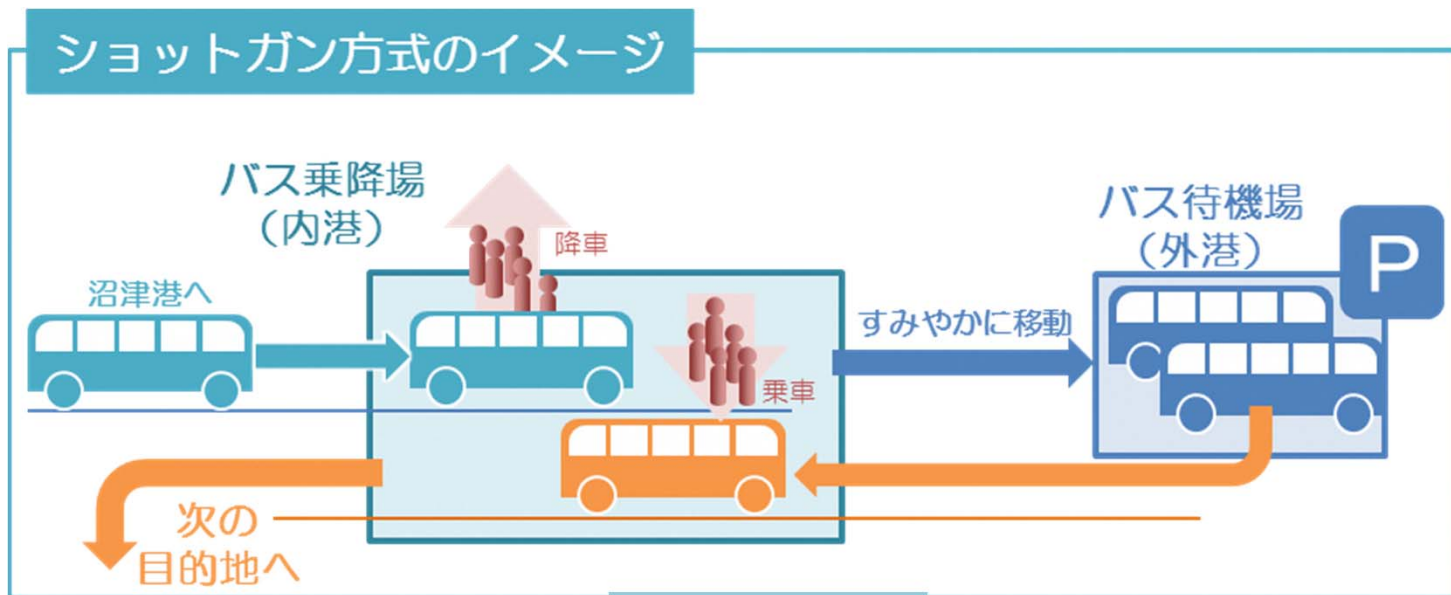 ショットガン方式のイメージ
バス乗降場
（内港）
降車
バス待機場
（外港）
P
沼津港へ
すみやかに移動
乗車
次の
目的地へ